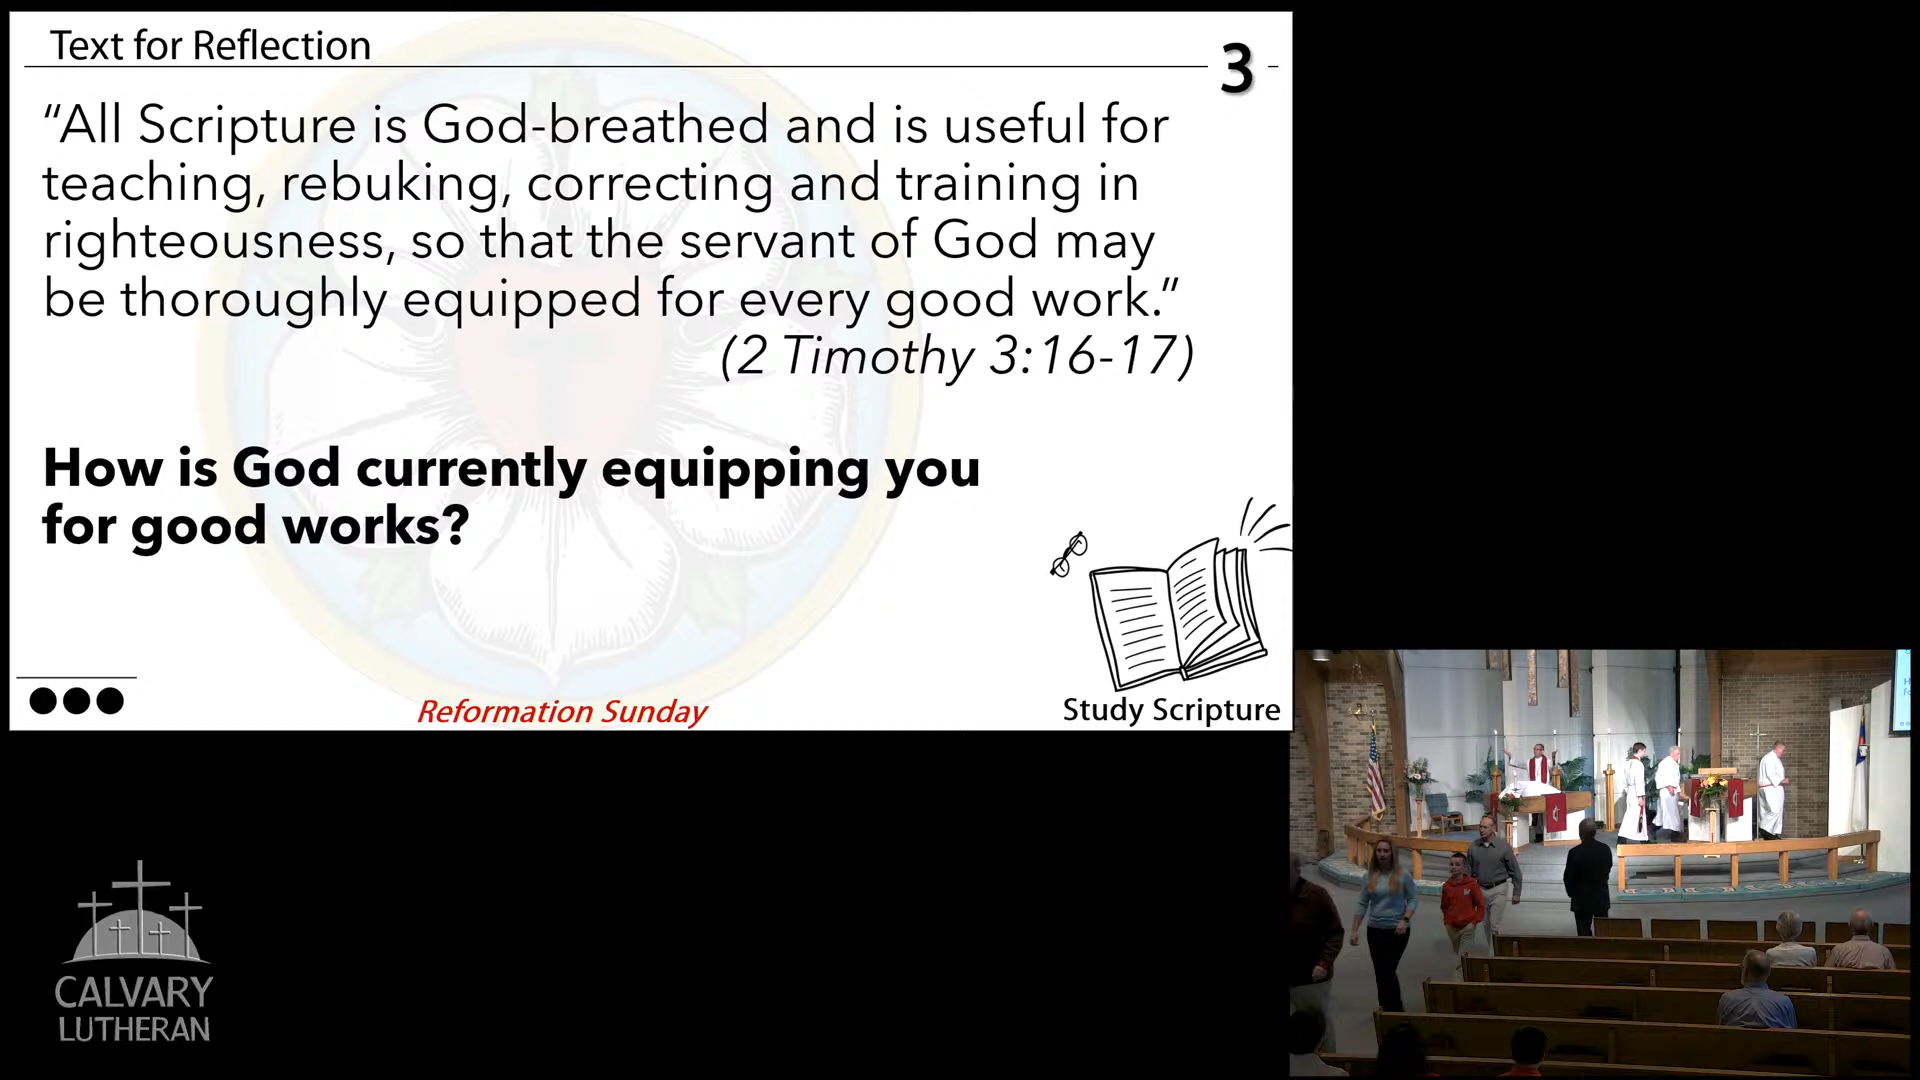 Text for Reflection
3
“All Scripture is God-breathed and is useful for
teaching, rebuking, correcting and training in
righteousness, so that the servant of God may
be thoroughly equipped for every good work.”
(2 Timothy 3:16-17)
How is God currently equipping you
for good works?
Reformation Sunday
Study Scripture
CALVARY
LUTHERAN